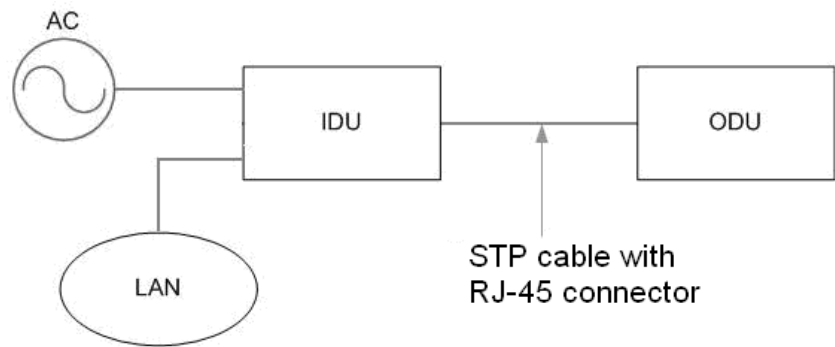 AC
IDU
ODU
LAN
STP cable with
RJ-45 connector